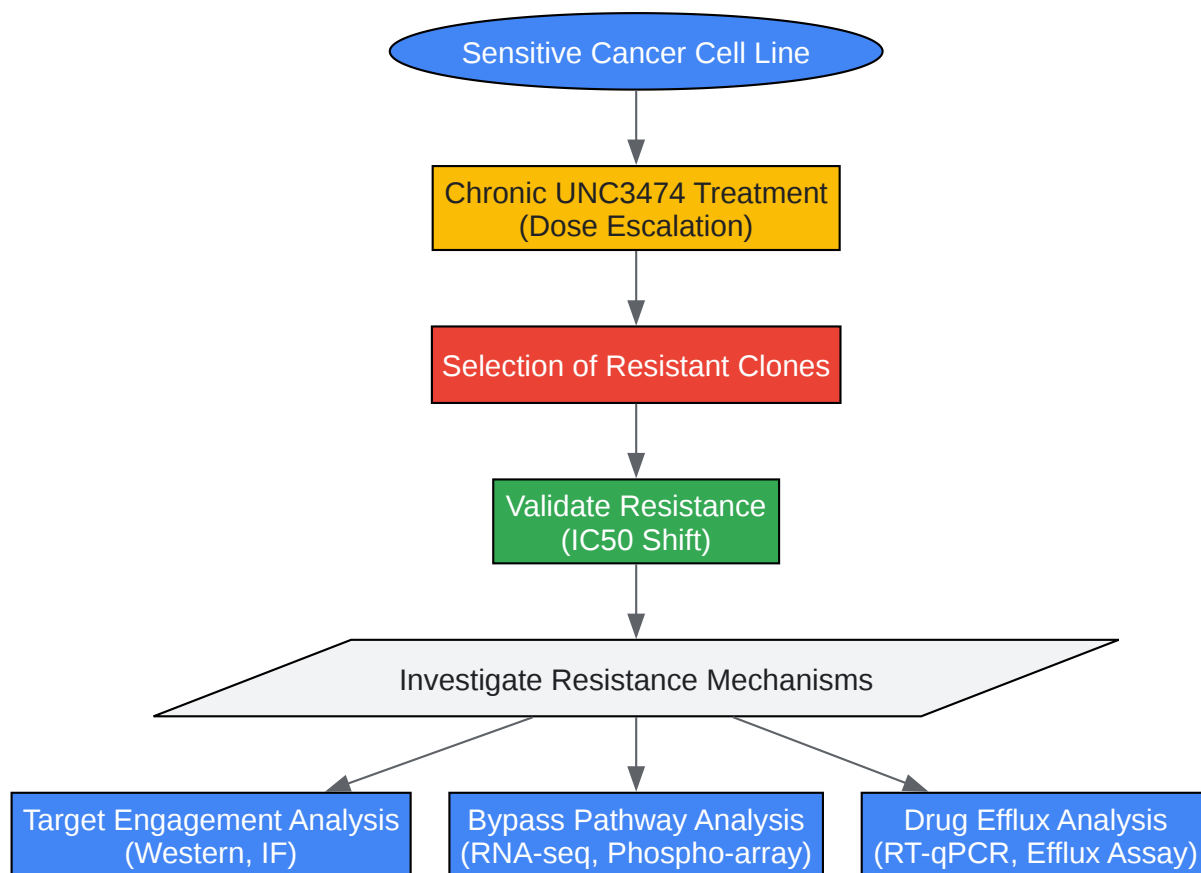 Sensitive Cancer Cell Line
Chronic UNC3474 Treatment
(Dose Escalation)
Selection of Resistant Clones
Validate Resistance
(IC50 Shift)
Investigate Resistance Mechanisms
Target Engagement Analysis
(Western, IF)
Bypass Pathway Analysis
(RNA-seq, Phospho-array)
Drug Efflux Analysis
(RT-qPCR, Efflux Assay)